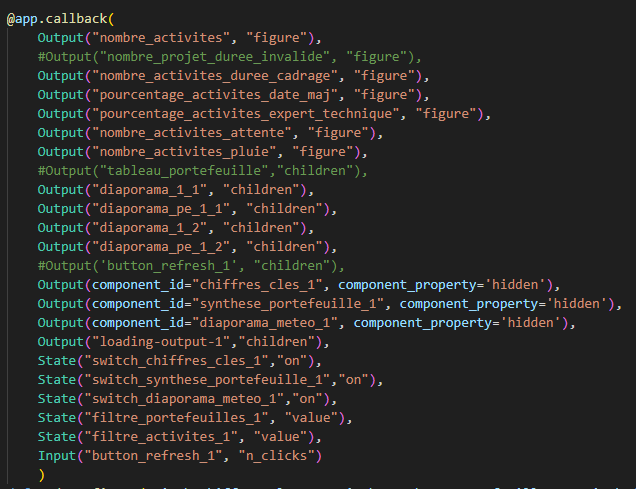 @app.callback(
Output("nombre_activites", "figure"),
#Output("nombre_projet_duree_invalide", "figure"),
Output("nombre_activites_duree_cadrage", "figure"),
Output("pourcentage_activites_date_maj", "figure"),
Output("pourcentage_activites_expert_technique", "figure"),
Output("nombre_activites_attente", "figure"),
Output("nombre_activites_pluie", "figure"),
#Output("tableau_portefeuille","children"),
Output("diaporama_1_1", "children"),
Output("diaporama_pe_1_1", "children"),
Output("diaporama_1_2", "children"),
Output("diaporama_pe_1_2", "children"),
#Output('button_refresh_1', "children"),
Output(component_id="chiffres_cles_1", component_property='hidden'),
Output(component_id="synthese_portefeuille_1", component_property='hidden'),
Output(component_id="diaporama_meteo_1", component_property='hidden'),
Output("loading-output-1","children"),
State("switch_chiffres_cles_1","on"),
State("switch_synthese_portefeuille_1","on"),
State("switch_diaporama_meteo_1","on"),
State("filtre_portefeuilles_1", "value"),
State("filtre_activites_1", "value"),
Input("button_refresh_1", "n_clicks")
)